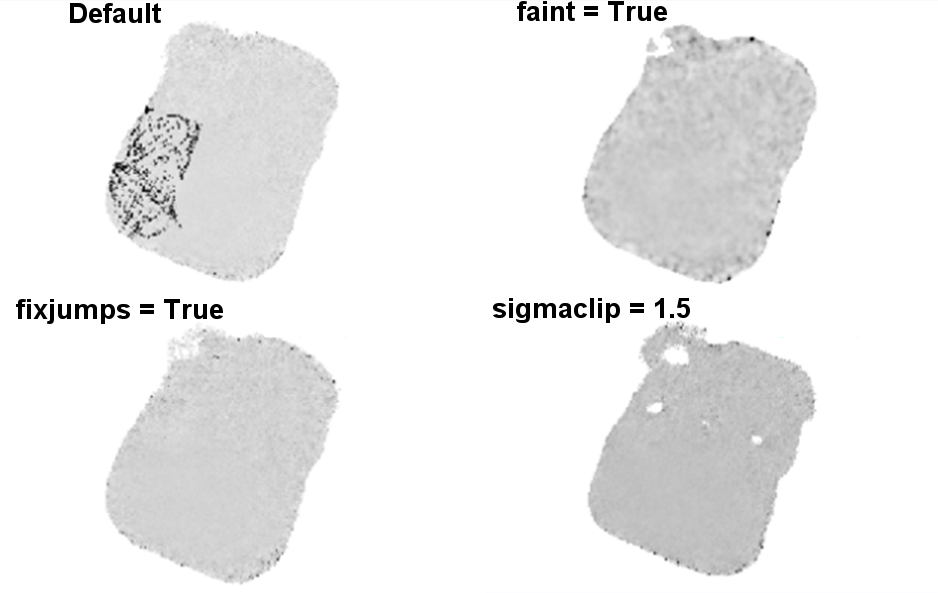 Default
faint = True
fixjumps = True
sigmaclip = 1.5